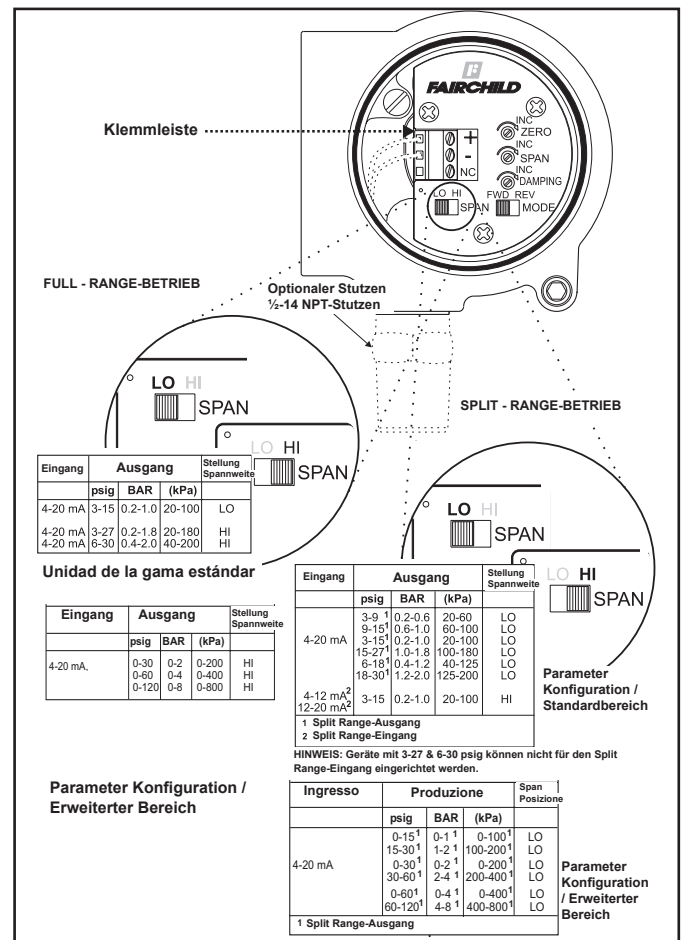 FAIRCHILD
Klemmleiste
INC
ZERO
+
INC
-
SPAN
INC
NC
DAMPING
LO HI
FWD REV
SPAN
MODE
FULL - RANGE-BETRIEB
Optionaler Stutzen
½-14 NPT-Stutzen
LO HI
SPAN
SPLIT - RANGE-BETRIEB
LO HI
SPAN
Eingang Ausgang Stellung Spannweite
psig BAR (kPa)
4-20 mA 3-15 0.2-1.0 20-100 LO
4-20 mA 3-27 0.2-1.8 20-180 HI
4-20 mA 6-30 0.4-2.0 40-200 HI
Unidad de la gama estándar
LO HI
SPAN
LO HI
SPAN
Eingang Ausgang Stellung Spannweite
psig BAR (kPa)
4-20 mA, 0-30 0-2 0-200 HI
0-60 0-4 0-400 HI
0-120 0-8 0-800 HI
Eingang Ausgang Stellung Spannweite
psig BAR (kPa)
3-9 1 0.2-0.6 20-60 LO
9-15 1 0.6-1.0 60-100 LO
4-20 mA 3-15 1 0.2-1.0 20-100 LO
15-27 1 1.0-1.8 100-180 LO
6-18 1 0.4-1.2 40-125 LO
18-30 1 1.2-2.0 125-200 LO
4-12 mA 2
12-20 mA 2 3-15 0.2-1.0 20-100 HI
1 Split Range-Ausgang
2 Split Range-Eingang
Parameter
Konfiguration /
Standardbereich
HINWEIS: Geräte mit 3-27 & 6-30 psig können nicht für den Split
Range-Eingang eingerichtet werden.
Parameter Konfiguration /
Erweiterter Bereich
Ingresso Produzione Span Posizione
psig BAR (kPa)
0-15 1 0-1 1 0-100 1 LO
15-30 1 1-2 1 100-200 1 LO
4-20 mA 0-30 1 0-2 1 0-200 1 LO
30-60 1 2-4 1 200-400 1 LO
0-60 1 0-4 1 0-400 1 LO
60-120 1 4-8 1 400-800 1 LO
1 Split Range-Ausgang
Parameter
Konfiguration
/ Erweiterter
Bereich